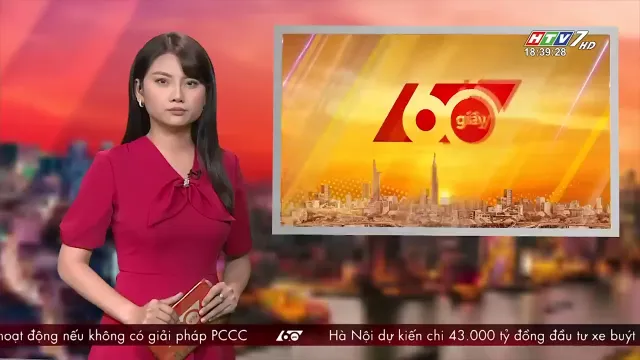 HTV7 HD
18:39:28
60 giây
hoạt động nếu không có giải pháp PCCC 60 Hà Nội dự kiến chi 43.000 tỷ đồng đầu tư xe buýt